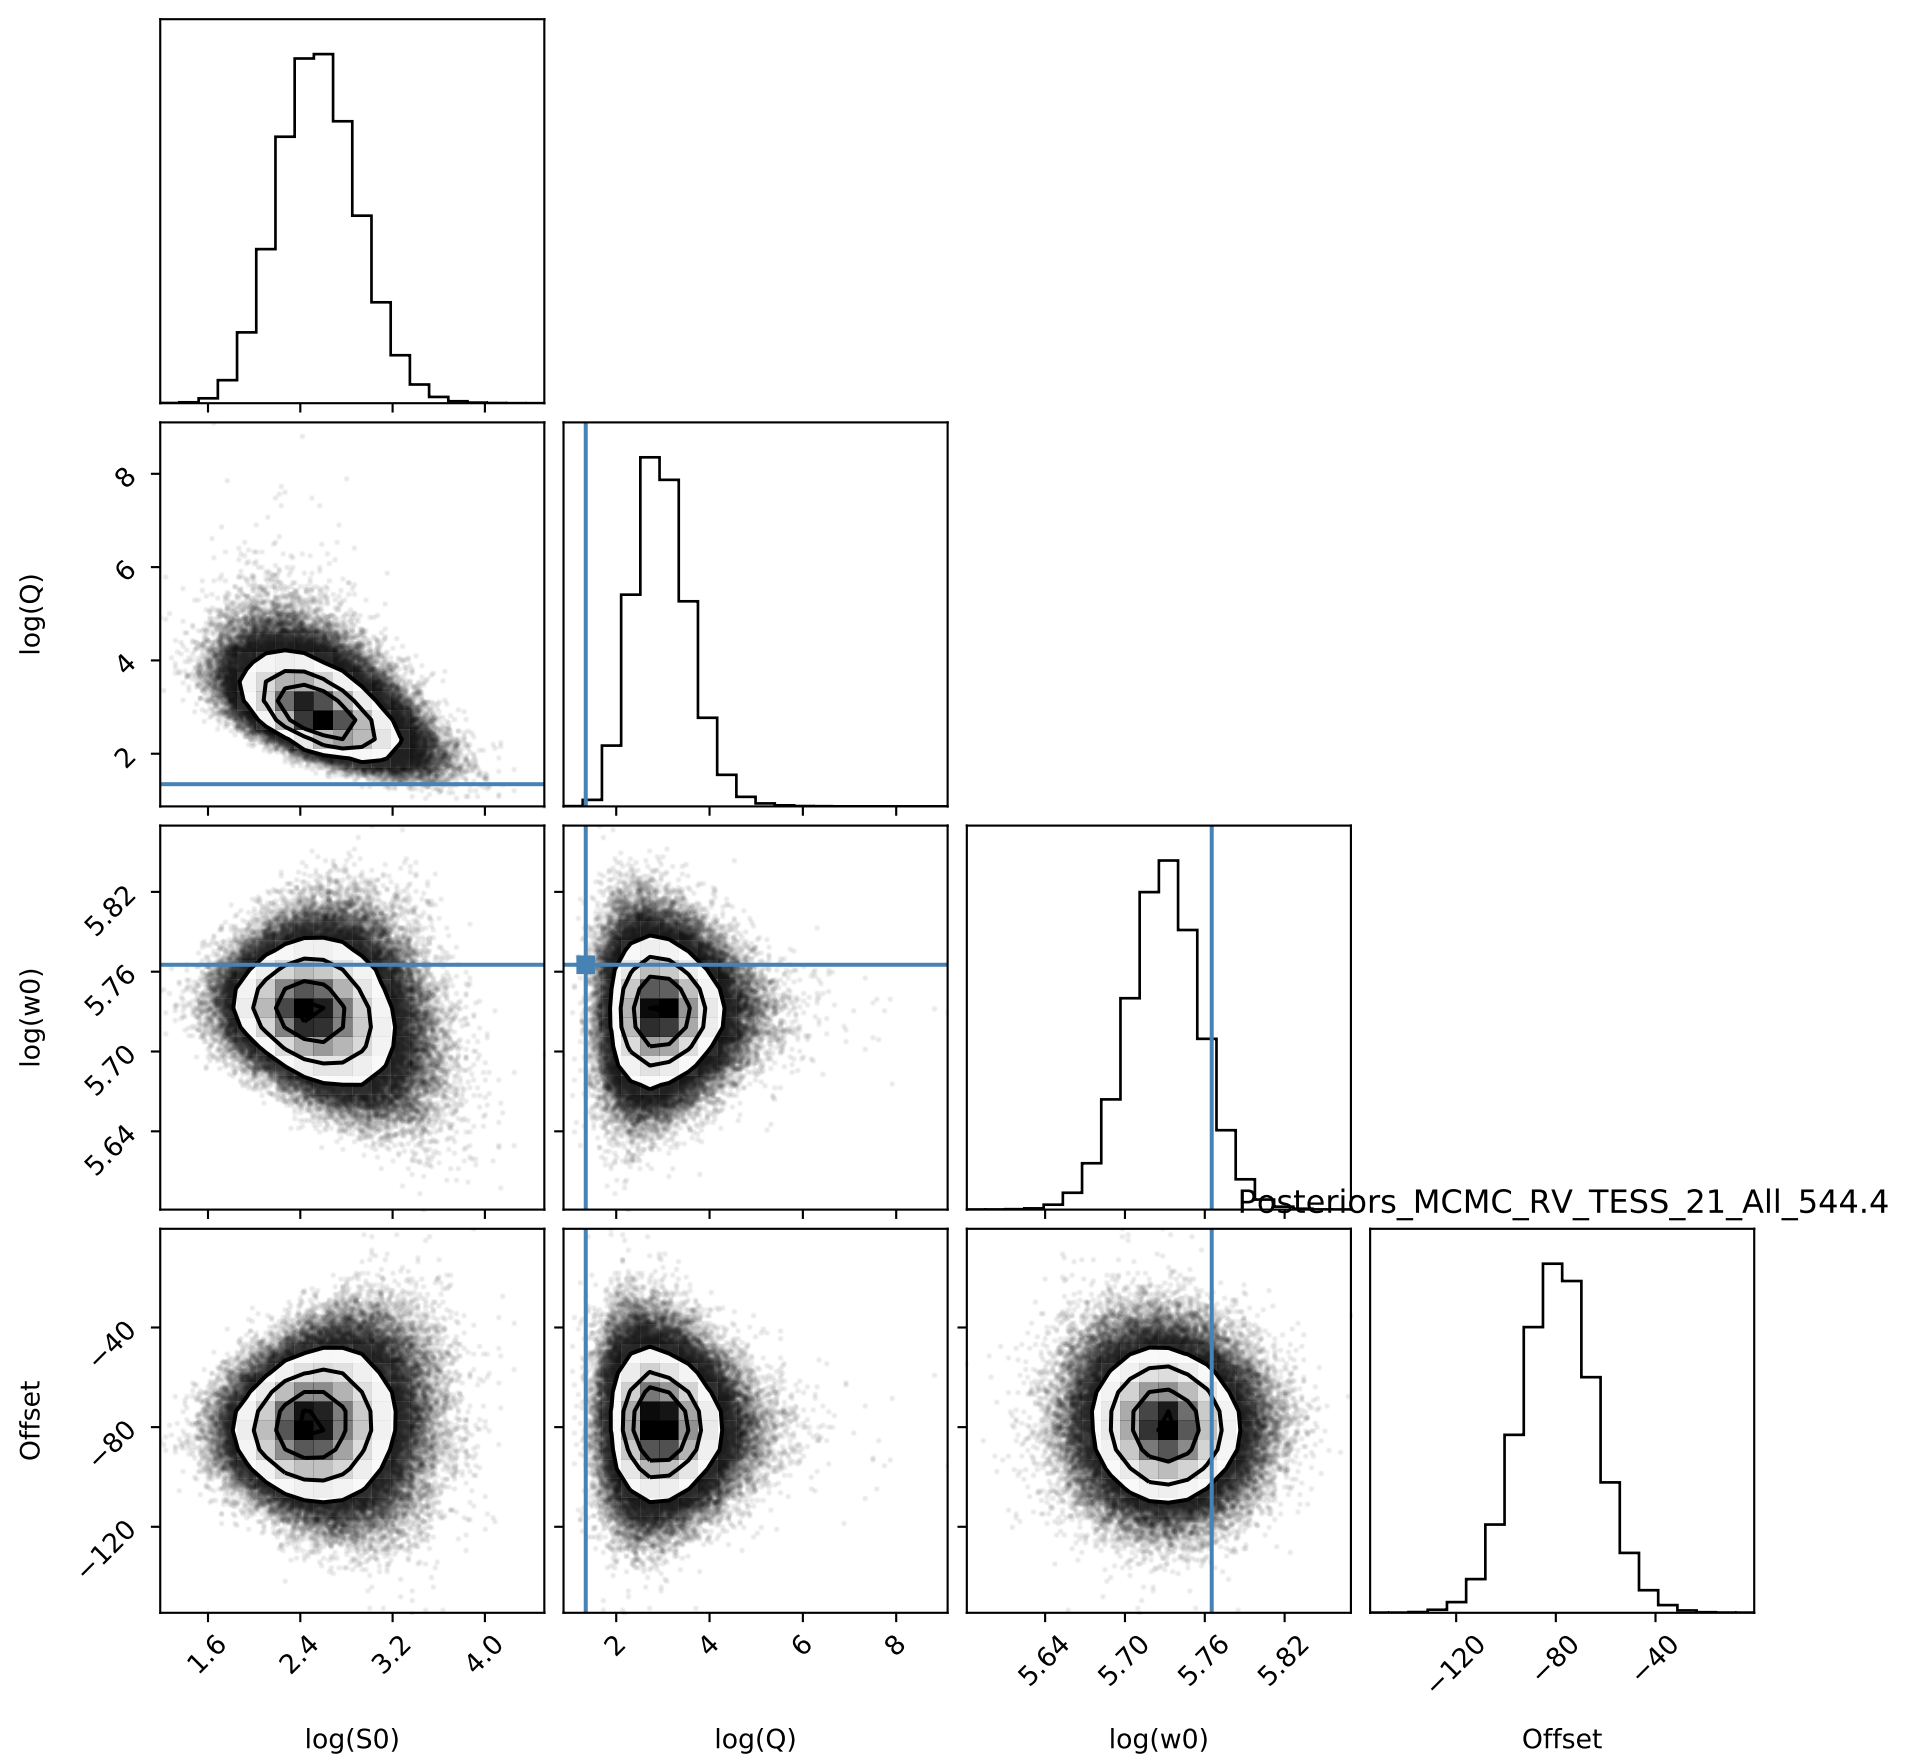 8
6
4
2
log(Q)
5.82
5.76
5.70
5.64
log(w0)
Posteriors_MCMC_RV_TESS_21_All_544.4
−40
−80
−120
Offset
1.6 2.4 3.2 4.0 2 4 6 8 5.64 5.70 5.76 5.82 −120 −80 −40
log(S0) log(Q) log(w0) Offset